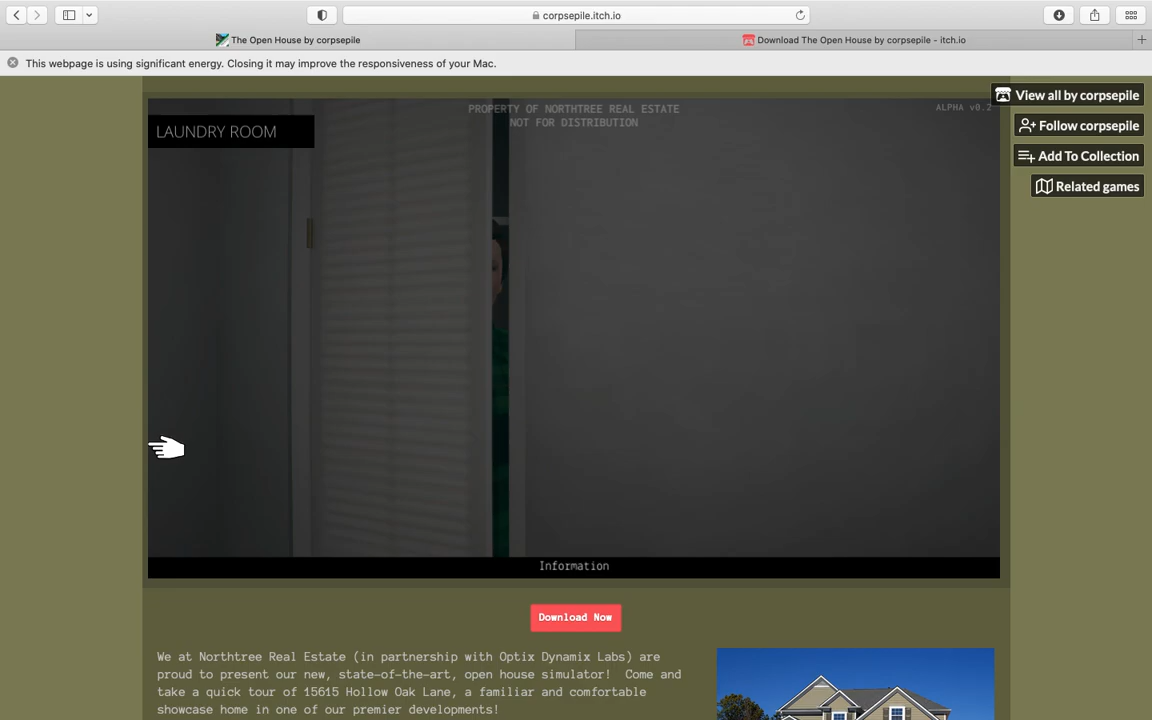 corpsepile.itch.io
The Open House by corpsepile
Download The Open House by corpsepile - itch.io
This webpage is using significant energy. Closing it may improve the responsiveness of your Mac.
View all by corpsepile
Follow corpsepile
Add To Collection
Related games
PROPERTY OF NORTHTREE REAL ESTATE
NOT FOR DISTRIBUTION
ALPHA v0.2
LAUNDRY ROOM
Information
Download Now
We at Northtree Real Estate (in partnership with Optix Dynamix Labs) are
proud to present our new, state-of-the-art, open house simulator! Come and
take a quick tour of 15615 Hollow Oak Lane, a familiar and comfortable
showcase home in one of our premier developments!